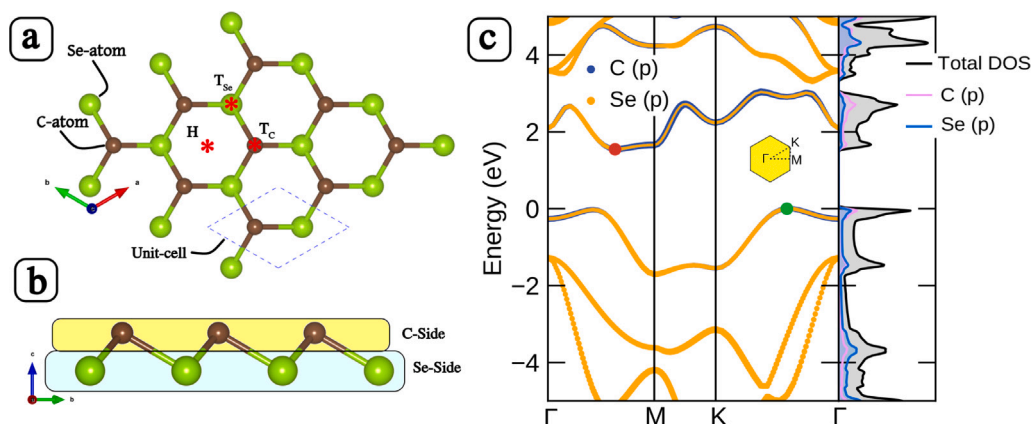 a
Se-atom
C-atom
T_Se
H
T_C
b
a
Unit-cell
b
C-Side
Se-Side
c
b
c
C (p)
Se (p)
K
Γ
M
Energy (eV)
4
2
0
−2
−4
Γ
M
K
Γ
Total DOS
C (p)
Se (p)